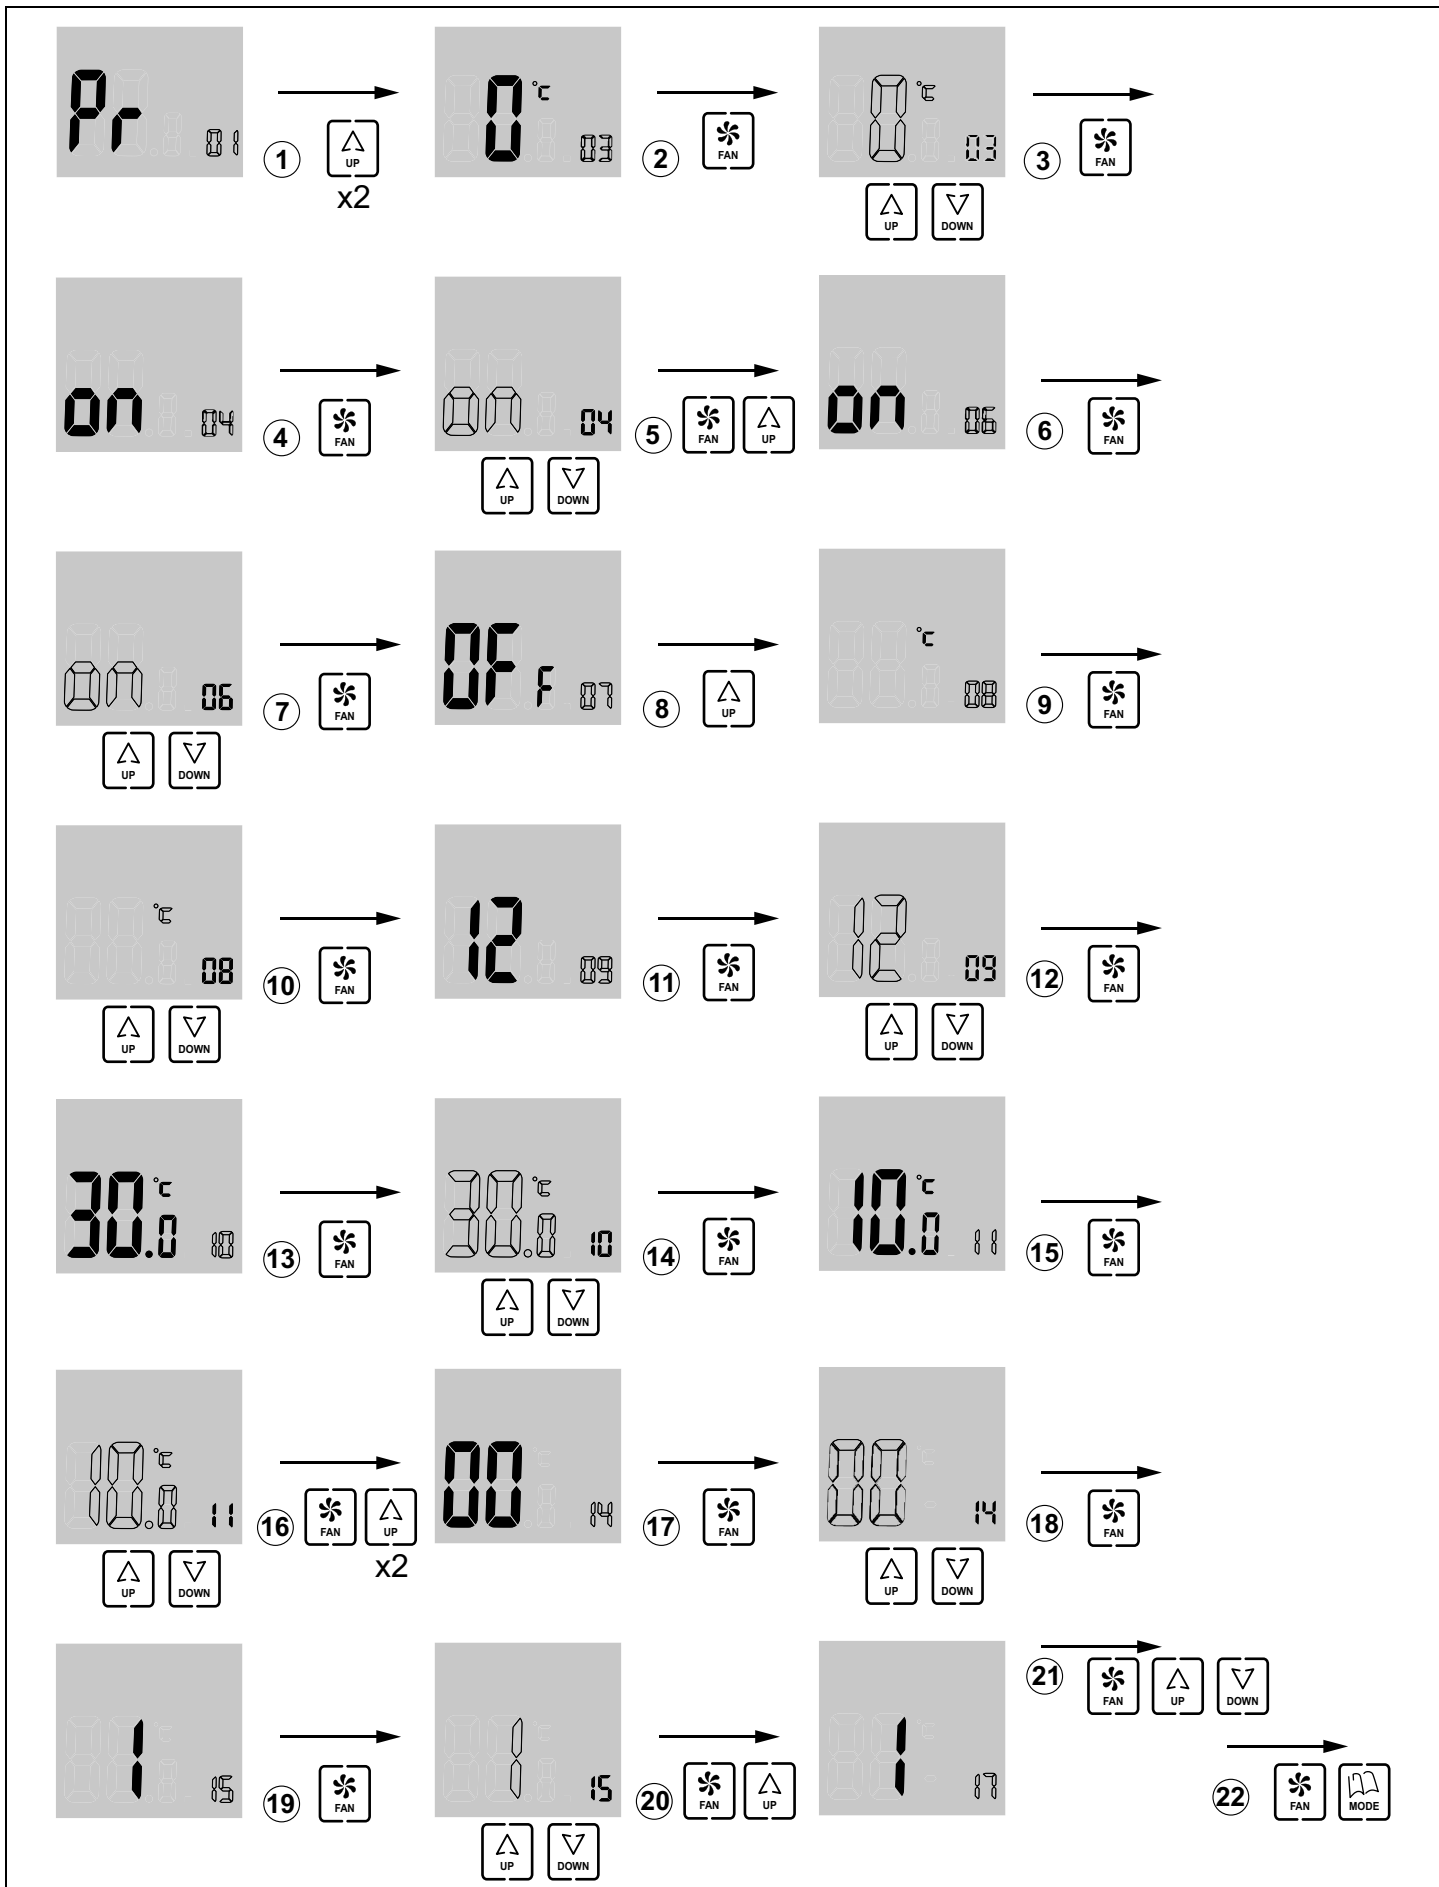 Pr 01
1 UP
x2
0 °C 03
2 FAN
0 °C 03
UP DOWN
3 FAN
on 04
4 FAN
on 04
UP DOWN
5 FAN UP
on 06
6 FAN
on 06
UP DOWN
7 FAN
OFF 07
8 UP
°C 08
9 FAN
°C 08
UP DOWN
10 FAN
12 09
11 FAN
12 09
UP DOWN
12 FAN
30.0 °C 10
13 FAN
30.0 °C 10
UP DOWN
14 FAN
10.0 °C 11
15 FAN
10.0 °C 11
UP DOWN
16 FAN UP
x2
00 14
17 FAN
00 14
UP DOWN
18 FAN
1 15
19 FAN
1 15
UP DOWN
20 FAN UP
1 17
21 FAN UP DOWN
22 FAN MODE